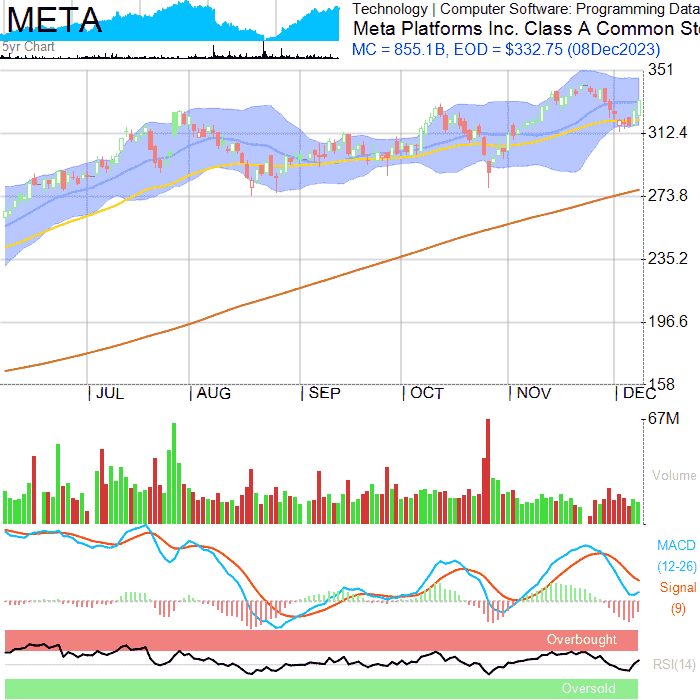 META
5yr Chart
Technology | Computer Software: Programming Data
Meta Platforms Inc. Class A Common Sto
MC = 855.1B, EOD = $332.75 (08Dec2023)
351
312.4
273.8
235.2
196.6
158
JUL AUG SEP OCT NOV DEC
67M
Volume
MACD
(12-26)
Signal
(9)
Overbought
RSI(14)
Oversold